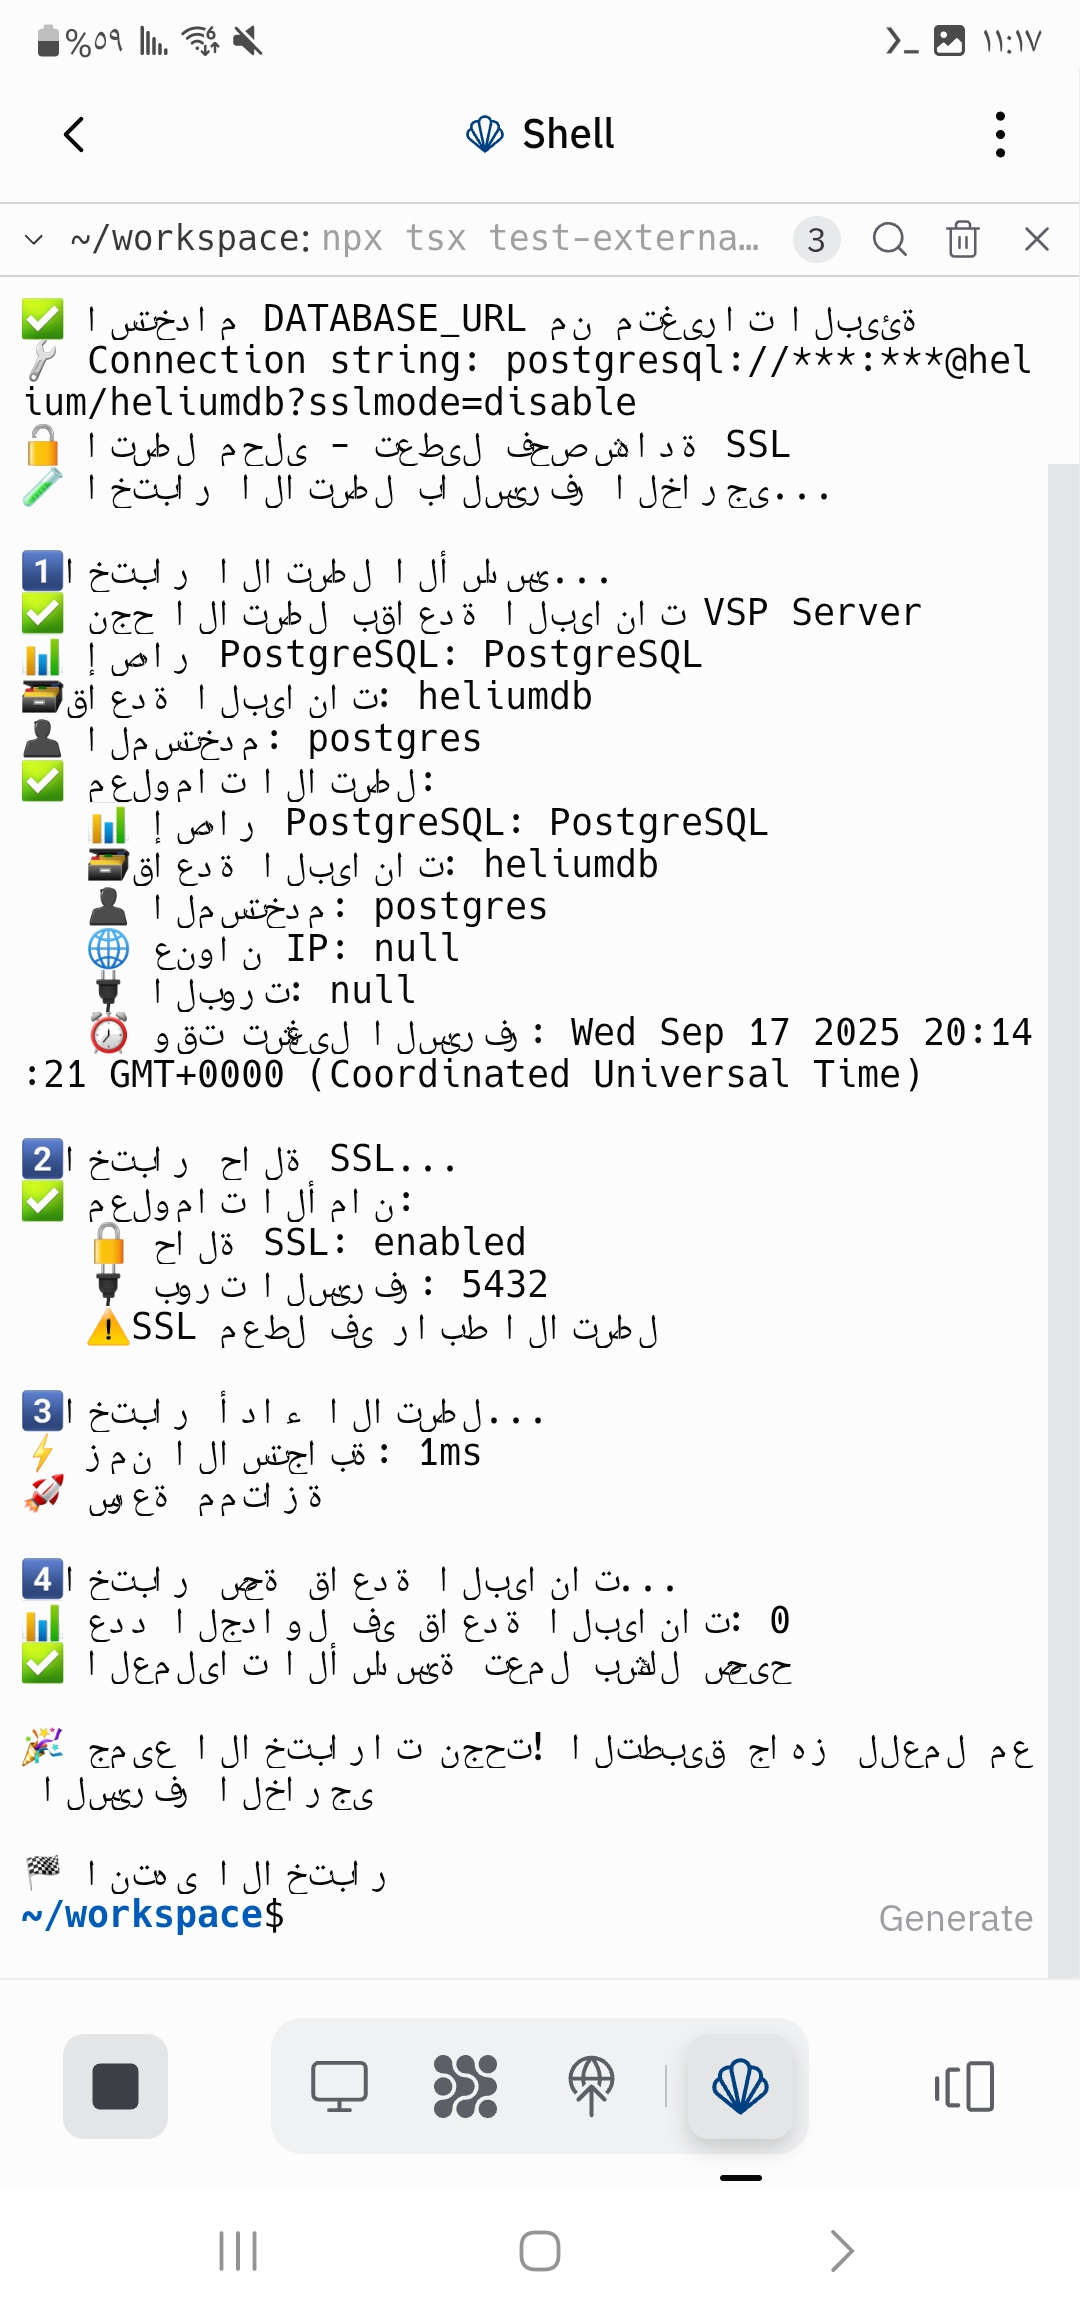 %٥٩
١١:١٧
Shell
~/workspace: npx tsx test-externa…
3
✅ استخدام DATABASE_URL من متغيرات البيئة
🔧 Connection string: postgresql://***:***@hel
ium/heliumdb?sslmode=disable
🔓 اتصال محلي - تعطيل فحص شهادة SSL
🧪 اختبار الاتصال بالسيرفر الخارجي...
1️⃣ اختبار الاتصال الأساسي...
✅ نجح الاتصال بقاعدة البيانات VSP Server
📊 إصدار PostgreSQL: PostgreSQL
🗃️ قاعدة البيانات: heliumdb
👤 المستخدم: postgres
✅ معلومات الاتصال:
📊 إصدار PostgreSQL: PostgreSQL
🗃️ قاعدة البيانات: heliumdb
👤 المستخدم: postgres
🌐 عنوان IP: null
🔌 البورت: null
⏰ وقت تشغيل السيرفر: Wed Sep 17 2025 20:14
:21 GMT+0000 (Coordinated Universal Time)
2️⃣ اختبار حالة SSL...
✅ معلومات الأمان:
🔒 حالة SSL: enabled
🔌 بورت السيرفر: 5432
⚠️ SSL معطل في رابط الاتصال
3️⃣ اختبار أداء الاتصال...
⚡ زمن الاستجابة: 1ms
🚀 سرعة ممتازة
4️⃣ اختبار صحة قاعدة البيانات...
📊 عدد الجداول في قاعدة البيانات: 0
✅ العمليات الأساسية تعمل بشكل صحيح
🎉 جميع الاختبارات نجحت! التطبيق جاهز للعمل مع
السيرفر الخارجي
🏁 انتهى الاختبار
~/workspace$
Generate